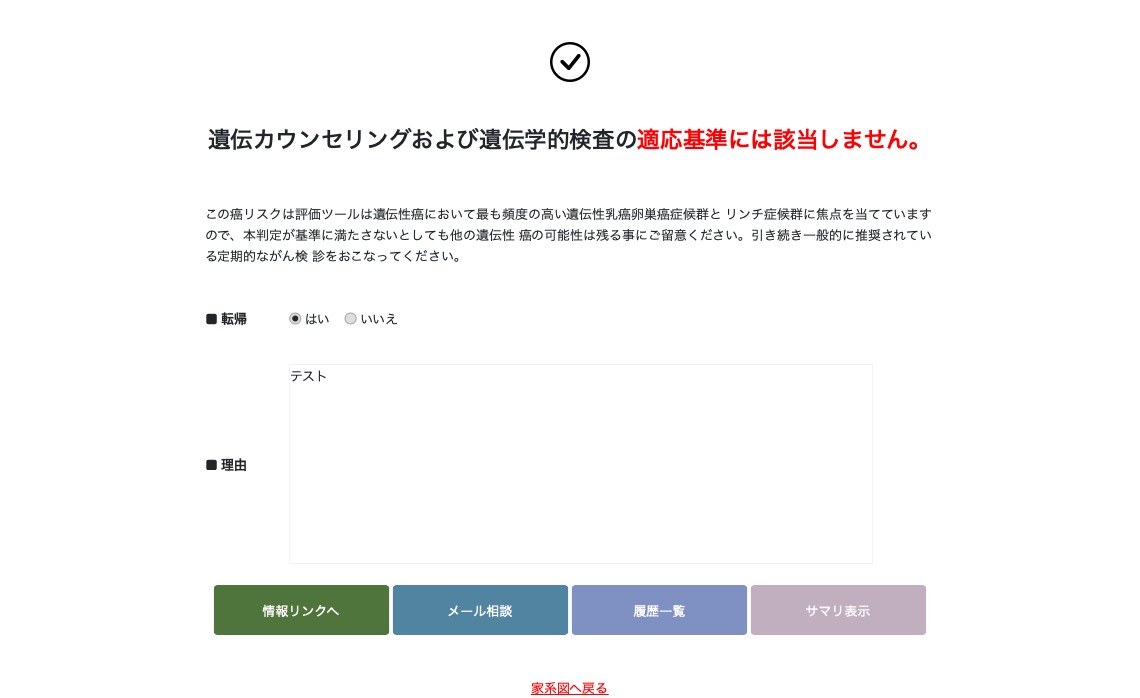 遺伝カウンセリングおよび遺伝学的検査の適応基準には該当しません。
この癌リスクは評価ツールは遺伝性癌において最も頻度の高い遺伝性乳癌卵巣癌症候群と リンチ症候群に焦点を当てています
ので、本判定が基準に満たさないとしても他の遺伝性 癌の可能性は残る事にご留意ください。引き続き一般的に推奨されてい
る定期的ながん検 診をおこなってください。
■ 転帰 はい いいえ
テスト
■ 理由
情報リンクへ メール相談 履歴一覧 サマリ表示
家系図へ戻る